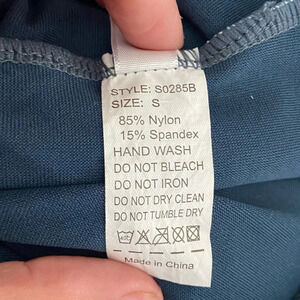 STYLE: S0285B
SIZE: S
85% Nylon
15% Spandex
HAND WASH
DO NOT BLEACH
DO NOT IRON
DO NOT DRY CLEAN
DO NOT TUMBLE DRY
Made in China